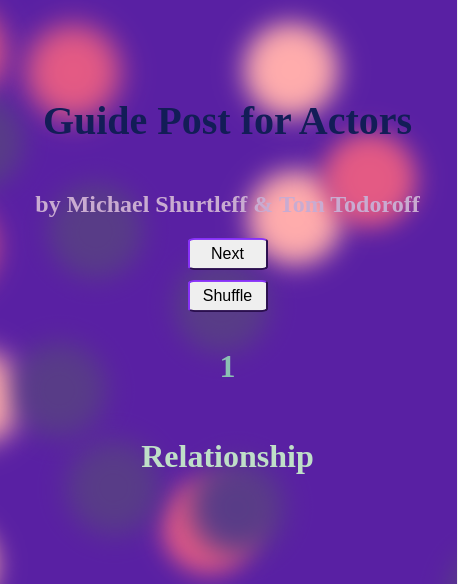 Guide Post for Actors
by Michael Shurtleff & Tom Todoroff
Next
Shuffle
1
Relationship